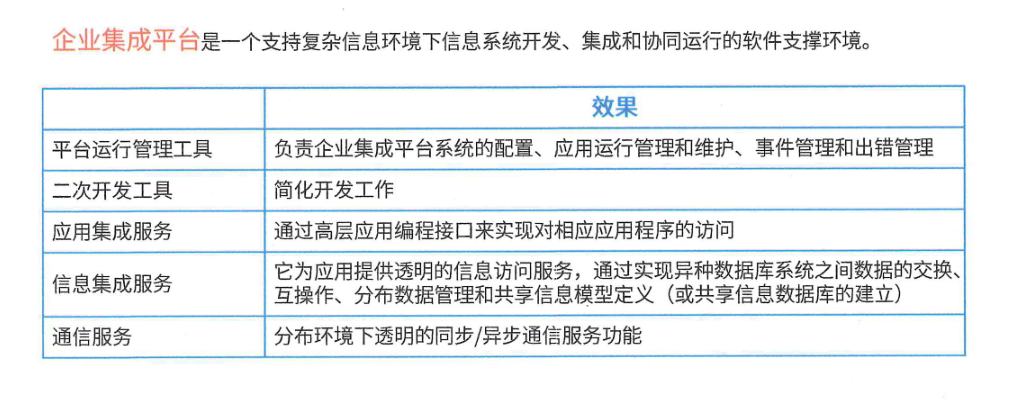 企业集成平台是一个支持复杂信息环境下信息系统开发、集成和协同运行的软件支撑环境。
效果
平台运行管理工具 负责企业集成平台系统的配置、应用运行管理和维护、事件管理和出错管理
二次开发工具 简化开发工作
应用集成服务 通过高层应用编程接口来实现对相应应用程序的访问
信息集成服务 它为应用提供透明的信息访问服务，通过实现异种数据库系统之间数据的交换、
互操作、分布数据管理和共享信息模型定义（或共享信息数据库的建立）
通信服务 分布环境下透明的同步/异步通信服务功能